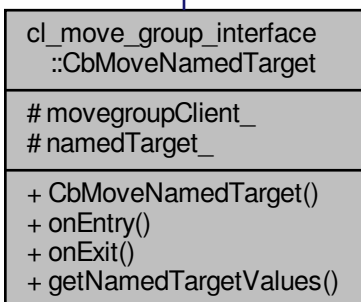 cl_move_group_interface
::CbMoveNamedTarget
# movegroupClient_
# namedTarget_
+ CbMoveNamedTarget()
+ onEntry()
+ onExit()
+ getNamedTargetValues()